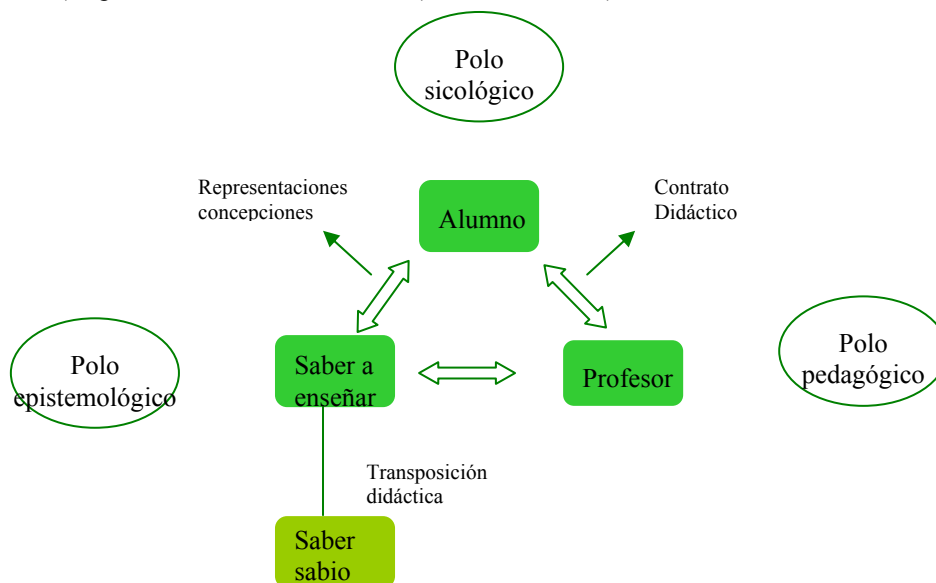 Polo
sicológico
Representaciones
concepciones
Contrato
Didáctico
Alumno
Polo
epistemológico
Saber a
enseñar
Profesor
Polo
pedagógico
Transposición
didáctica
Saber
sabio